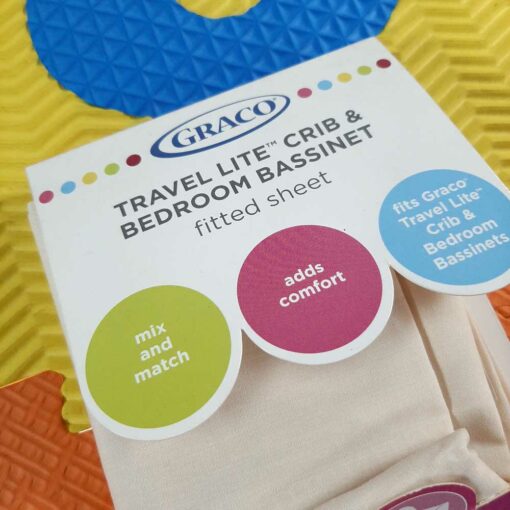 GRACO
TRAVEL LITE™ CRIB &
BEDROOM BASSINET
fitted sheet
mix
and
match
adds
comfort
fits Graco™
Travel Lite™
Crib &
Bedroom
Bassinets